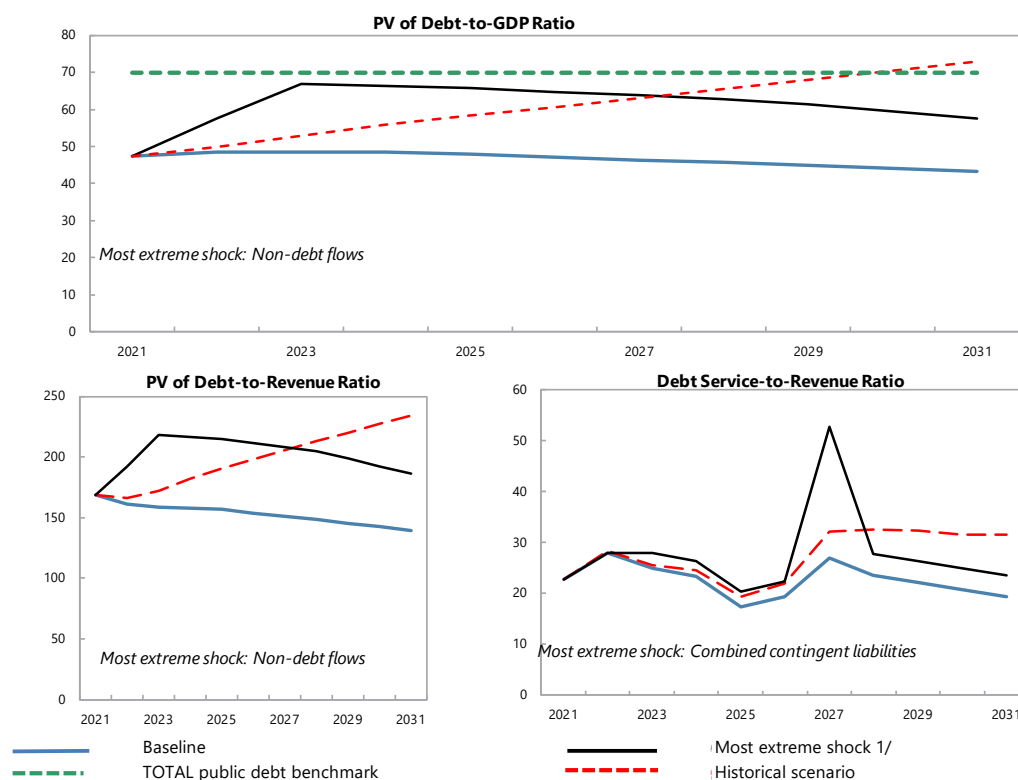 PV of Debt-to-GDP Ratio
80
70
60
50
40
30
20
10
0
Most extreme shock: Non-debt flows
2021 2023 2025 2027 2029 2031
PV of Debt-to-Revenue Ratio
250
200
150
100
50
0
Most extreme shock: Non-debt flows
2021 2023 2025 2027 2029 2031
Debt Service-to-Revenue Ratio
60
50
40
30
20
10
0
Most extreme shock: Combined contingent liabilities
2021 2023 2025 2027 2029 2031
Baseline
Most extreme shock 1/
TOTAL public debt benchmark
Historical scenario